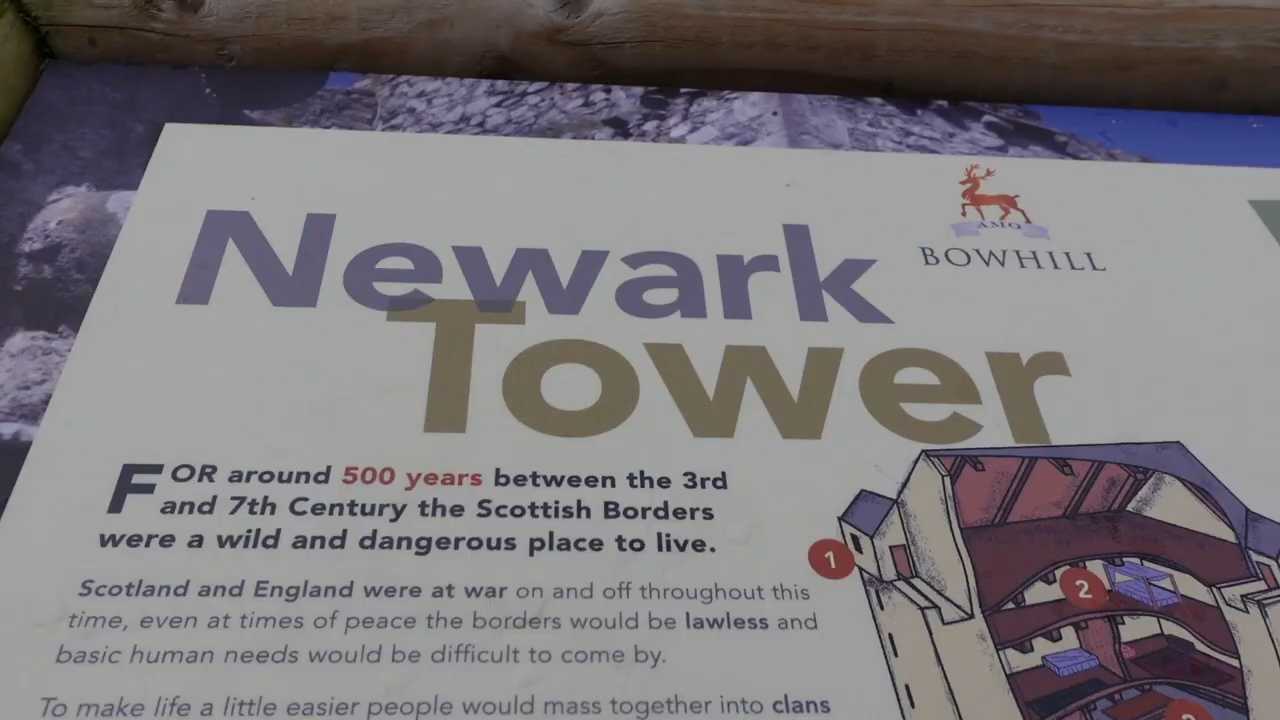 AMO
BOWHILL
Newark
Tower
FOR around 500 years between the 3rd
and 7th Century the Scottish Borders
were a wild and dangerous place to live.
Scotland and England were at war on and off throughout this
time, even at times of peace the borders would be lawless and
basic human needs would be difficult to come by.
To make life a little easier people would mass together into clans
1
2